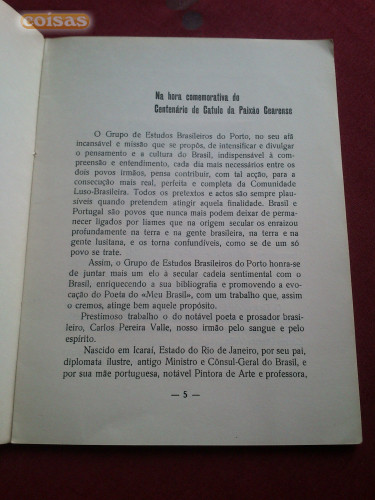 coisas
Na hora comemorativa do
Centenário de Catulo da Paixão Cearense
O Grupo de Estudos Brasileiros do Porto, no seu afã
incansável e missão que se propôs, de intensificar e divulgar
o pensamento e a cultura do Brasil, indispensável à com-
preensão e entendimento, cada dia mais necessários entre os
dois povos irmãos, pensa contribuir, com tal acção, para a
consecução mais real, perfeita e completa da Comunidade
Luso-Brasileira. Todos os pretextos e actos são sempre plau-
síveis quando pretendem atingir aquela finalidade. Brasil e
Portugal são povos que nunca mais podem deixar de perma-
necer ligados por liames que na origem secular os enraizou
profundamente na terra e na gente brasileira, na terra e na
gente lusitana, e os torna confundíveis, como se de um só
povo se trate.
Assim, o Grupo de Estudos Brasileiros do Porto honra-se
de juntar mais um elo à secular cadeia sentimental com o
Brasil, enriquecendo a sua bibliografia e promovendo a evo-
cação do Poeta do «Meu Brasil», com um trabalho que, assim
o cremos, atinge bem aquele propósito.
Prestimoso trabalho o do notável poeta e prosador brasi-
leiro, Carlos Pereira Valle, nosso irmão pelo sangue e pelo
espírito.
Nascido em Icaraí, Estado do Rio de Janeiro, por seu pai,
diplomata ilustre, antigo Ministro e Cônsul-Geral do Brasil, e
por sua mãe portuguesa, notável Pintora de Arte e professora,
— 5 —